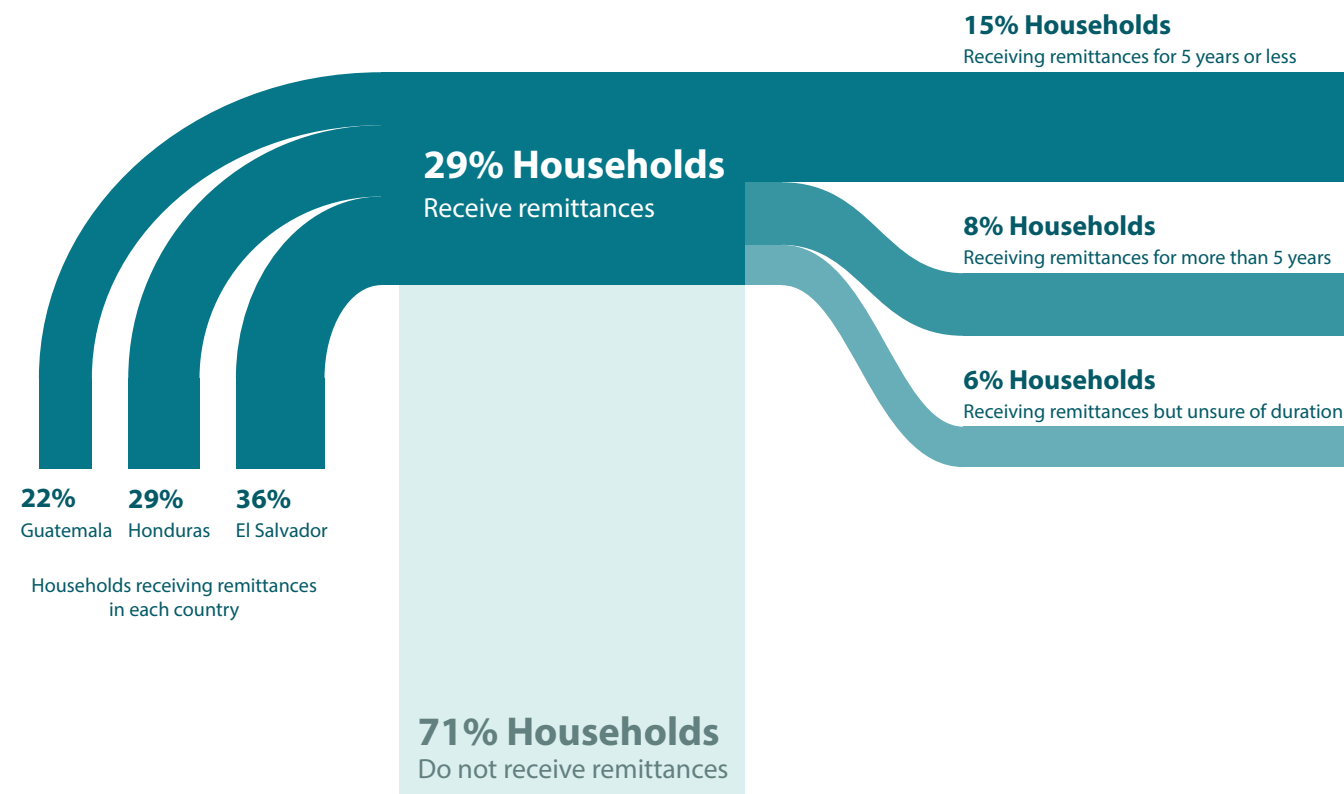 15% Households
Receiving remittances for 5 years or less
29% Households
Receive remittances
8% Households
Receiving remittances for more than 5 years
6% Households
Receiving remittances but unsure of duration
22%
Guatemala
29%
Honduras
36%
El Salvador
Households receiving remittances
in each country
71% Households
Do not receive remittances